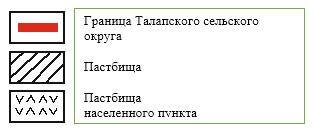 Граница Талапского сельского
округа
Пастбища
Пастбища
населенного пункта